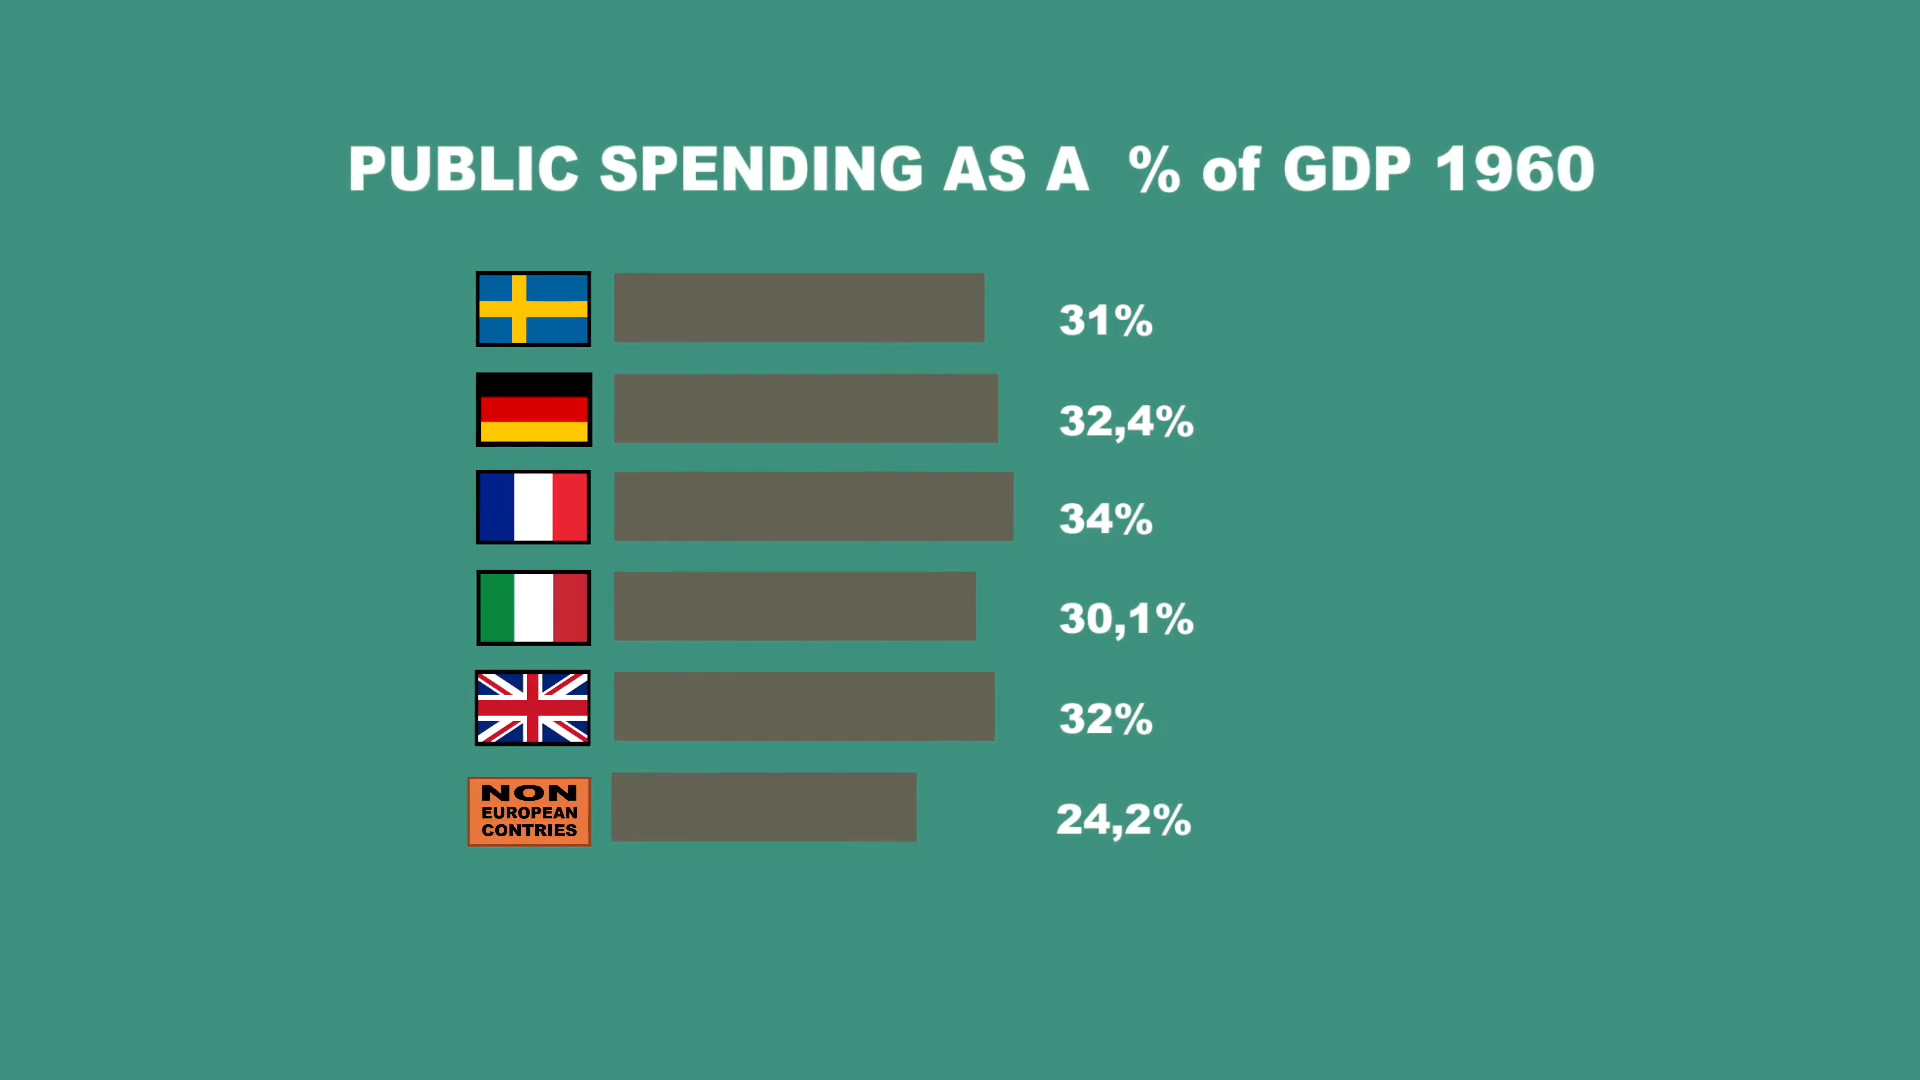 PUBLIC SPENDING AS A % of GDP 1960
31%
32,4%
34%
30,1%
32%
NON
EUROPEAN
CONTRIES
24,2%